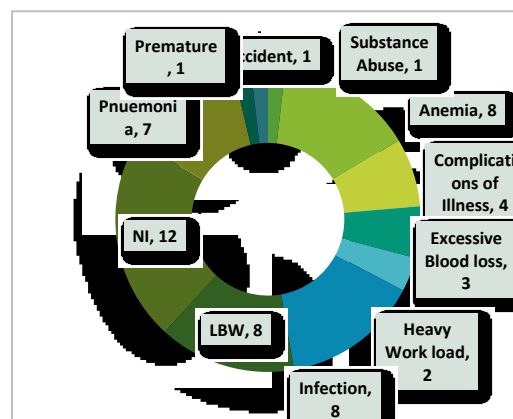 Premature
, 1
ccident, 1
Substance
Abuse, 1
Pnuemoni
a, 7
Anemia, 8
Complicati
ons of
Illness, 4
NI, 12
Excessive
Blood loss,
3
LBW, 8
Heavy
Work load,
2
Infection,
8